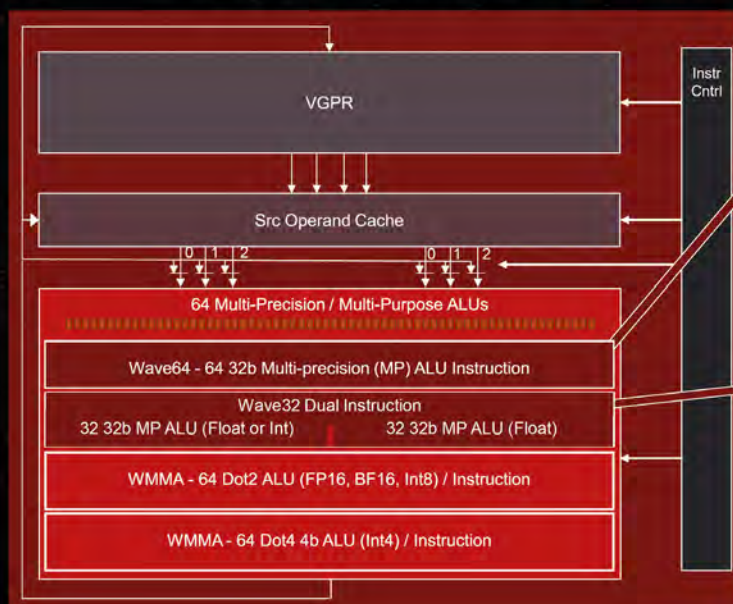 VGPR
Instr
Cntrl
Src Operand Cache
0 1 2
0 1 2
64 Multi-Precision / Multi-Purpose ALUs
Wave64 - 64 32b Multi-precision (MP) ALU Instruction
Wave32 Dual Instruction
32 32b MP ALU (Float or Int)
32 32b MP ALU (Float)
WMMA - 64 Dot2 ALU (FP16, BF16, Int8) / Instruction
WMMA - 64 Dot4 4b ALU (Int4) / Instruction